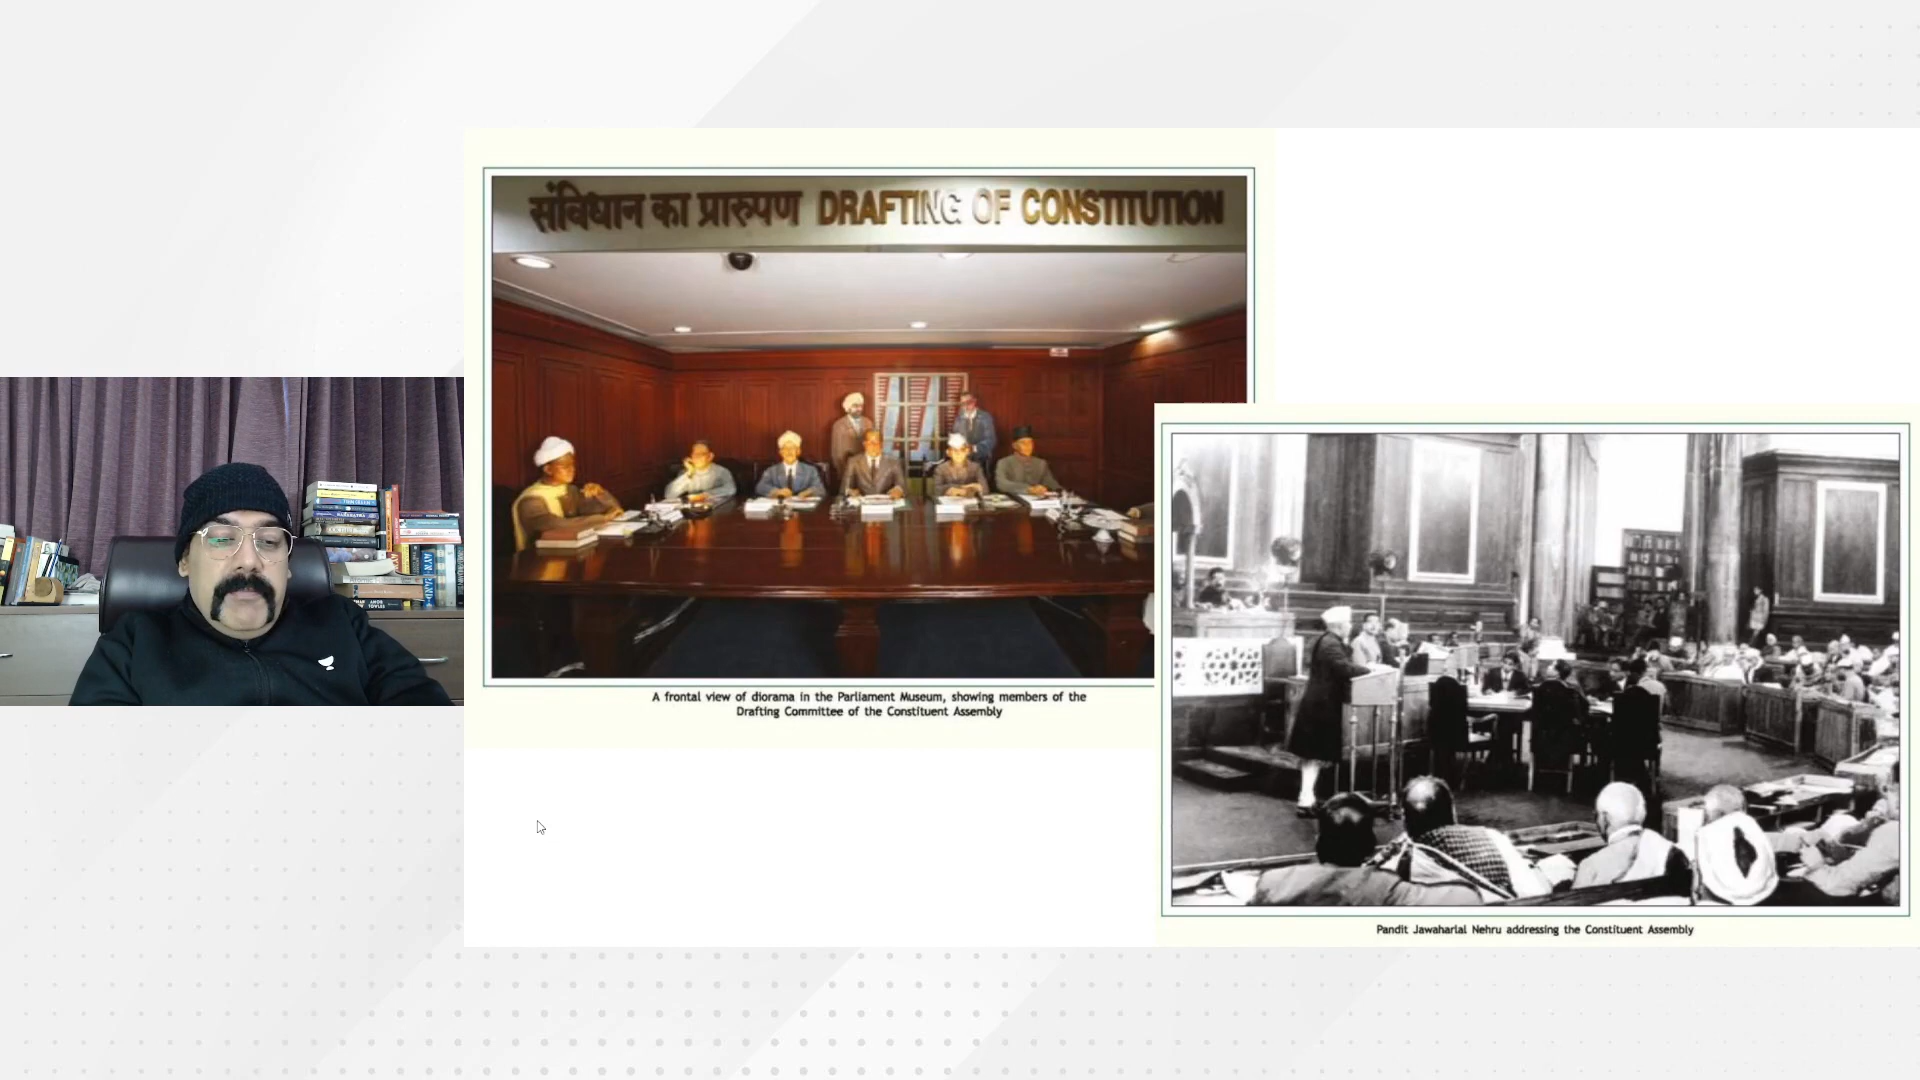 संविधान का प्रारुपण DRAFTING OF CONSTITUTION
A frontal view of diorama in the Parliament Museum, showing members of the
Drafting Committee of the Constituent Assembly
Pandit Jawaharlal Nehru addressing the Constituent Assembly